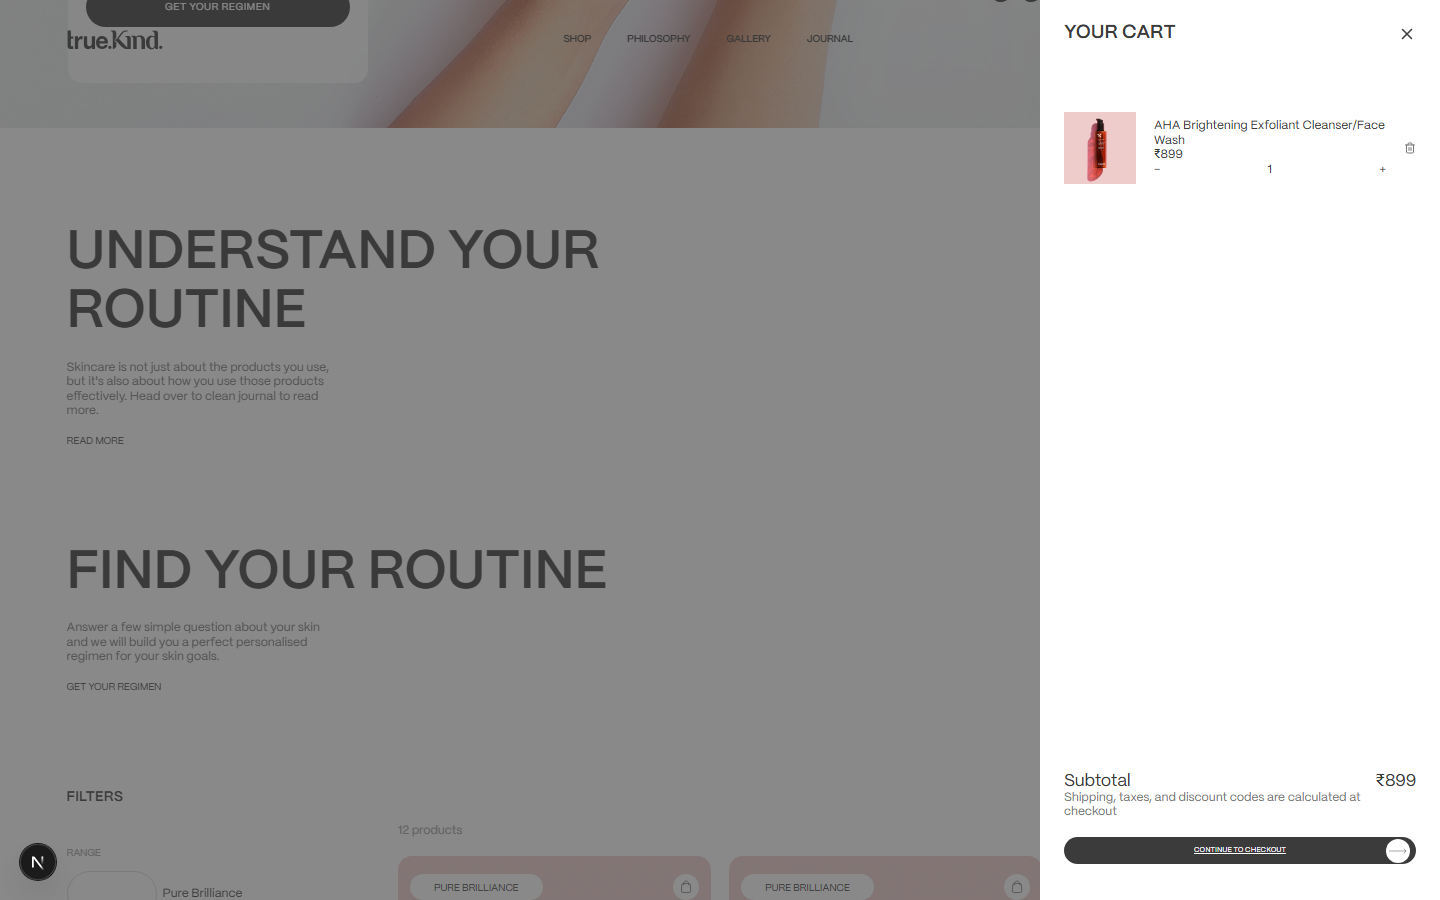 GET YOUR REGIMEN
true.Kind.
SHOP
PHILOSOPHY
GALLERY
JOURNAL
UNDERSTAND YOUR
ROUTINE
Skincare is not just about the products you use,
but it's also about how you use those products
effectively. Head over to clean journal to read
more.
READ MORE
FIND YOUR ROUTINE
Answer a few simple question about your skin
and we will build you a perfect personalised
regimen for your skin goals.
GET YOUR REGIMEN
FILTERS
12 products
RANGE
Pure Brilliance
PURE BRILLIANCE
PURE BRILLIANCE
N
YOUR CART
AHA Brightening Exfoliant Cleanser/Face
Wash
₹899
− 1 +
Subtotal ₹899
Shipping, taxes, and discount codes are calculated at
checkout
CONTINUE TO CHECKOUT